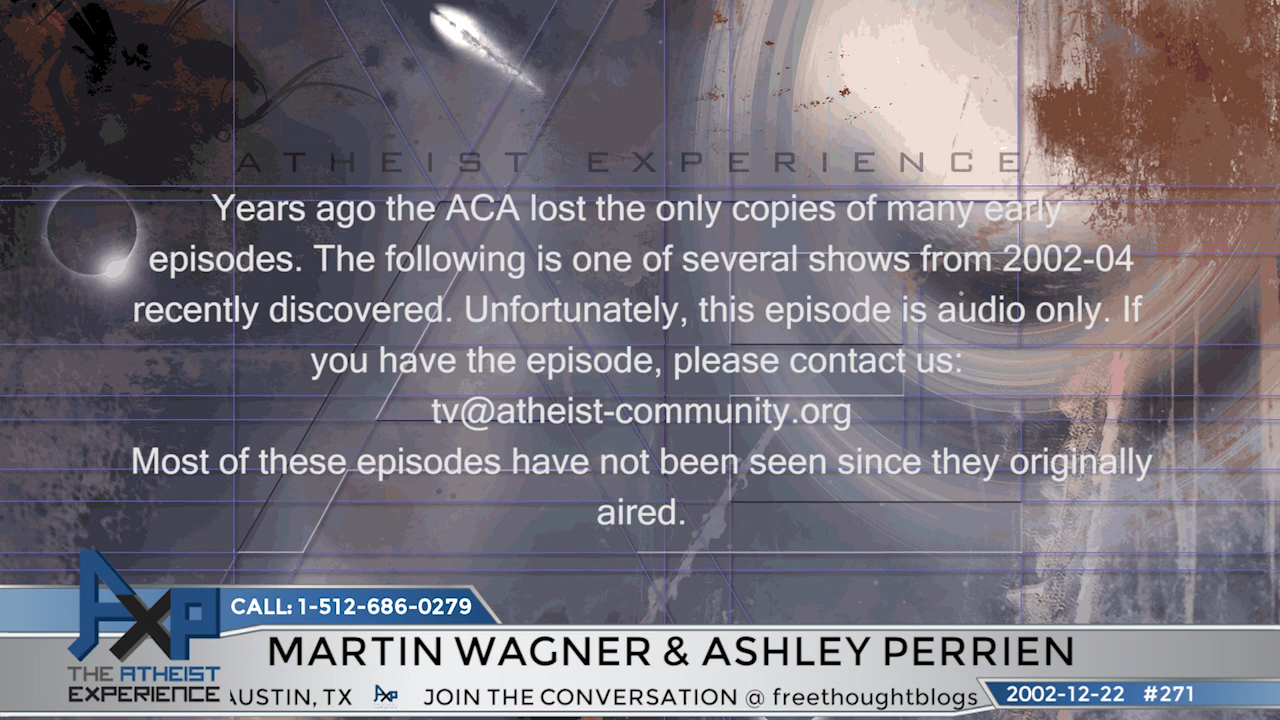 ATHEIST EXPERIENCE
Years ago the ACA lost the only copies of many early
episodes. The following is one of several shows from 2002-04
recently discovered. Unfortunately, this episode is audio only. If
you have the episode, please contact us:
tv@atheist-community.org
Most of these episodes have not been seen since they originally
aired.
CALL: 1-512-686-0279
MARTIN WAGNER & ASHLEY PERRIEN
AXP
THE ATHEIST
EXPERIENCE
AUSTIN, TX AXP JOIN THE CONVERSATION @ freethoughtblogs
2002-12-22 #271